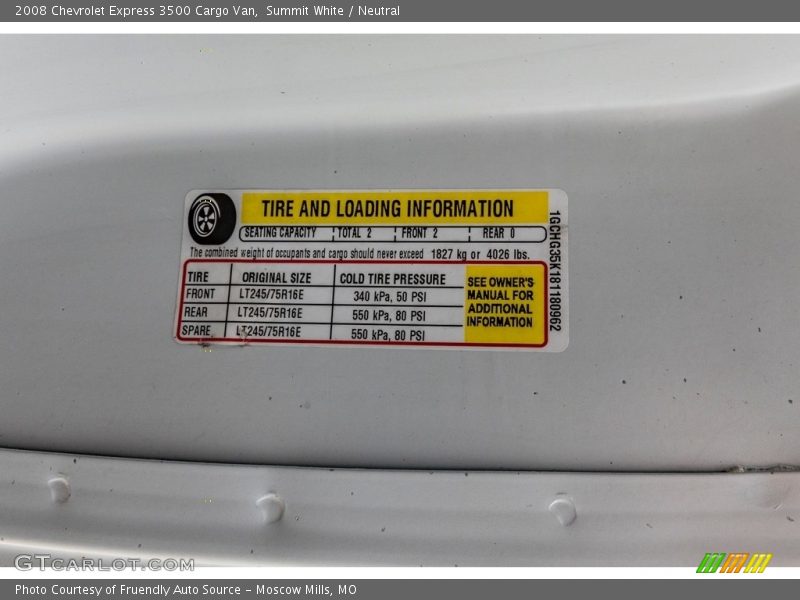 2008 Chevrolet Express 3500 Cargo Van, Summit White / Neutral
TIRE AND LOADING INFORMATION
SEATING CAPACITY TOTAL 2 FRONT 2 REAR 0
The combined weight of occupants and cargo should never exceed 1827 kg or 4026 lbs.
TIRE ORIGINAL SIZE COLD TIRE PRESSURE
FRONT LT245/75R16E 340 kPa, 50 PSI
REAR LT245/75R16E 550 kPa, 80 PSI
SPARE LT245/75R16E 550 kPa, 80 PSI
SEE OWNER'S
MANUAL FOR
ADDITIONAL
INFORMATION
1GCHG35K181180962
GTcarlot.com
Photo Courtesy of Fruendly Auto Source - Moscow Mills, MO